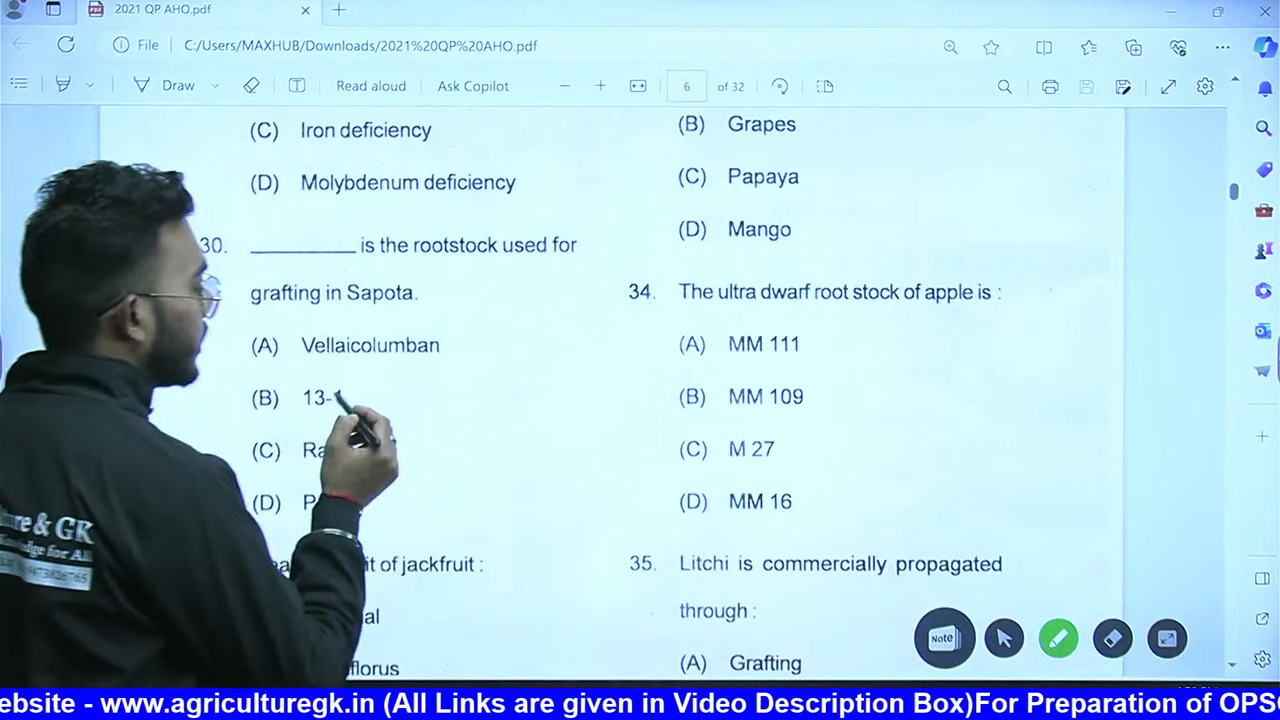 2021 QP AHO.pdf
File
C:/Users/MAXHUB/Downloads/2021%20QP%20AHO.pdf
Draw
Read aloud
Ask Copilot
6
of 32
(C) Iron deficiency
(D) Molybdenum deficiency
30. __________ is the rootstock used for
grafting in Sapota.
(A) Vellaicolumban
(B) 13-
(C)
(D)
it of jackfruit :
(B) Grapes
(C) Papaya
(D) Mango
34. The ultra dwarf root stock of apple is :
(A) MM 111
(B) MM 109
(C) M 27
(D) MM 16
35. Litchi is commercially propagated
through :
(A) Grafting
Note
& GK
for All
ebsite - www.agriculturegk.in (All Links are given in Video Description Box)For Preparation of OPS